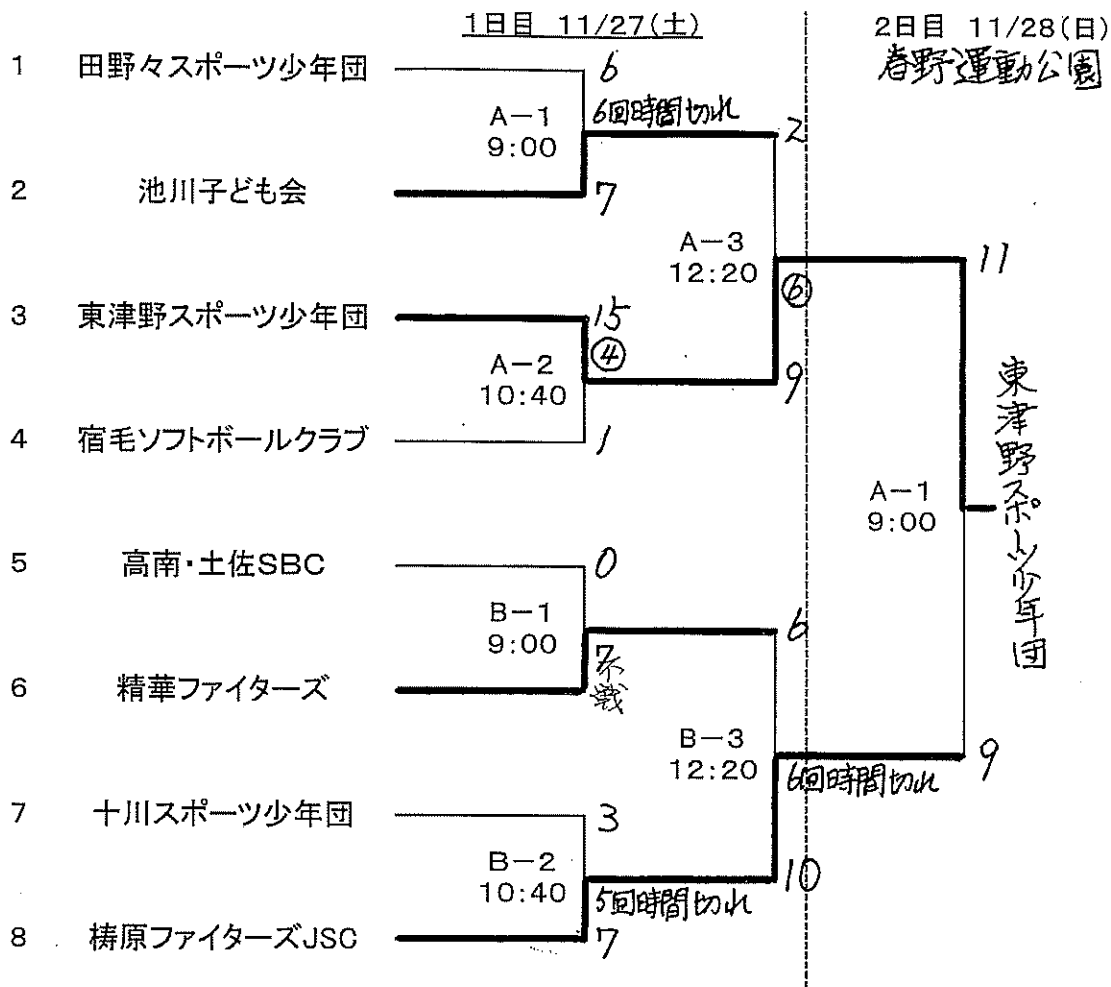 1日目 11/27(土)
2日目 11/28(日)
春野運動公園
1 田野々スポーツ少年団 6
A-1
9:00
6回時間切れ
2
2 池川子ども会 7
A-3
12:20
⑥
11
3 東津野スポーツ少年団 15
④
A-2
10:40
9
4 宿毛ソフトボールクラブ 1
A-1
9:00
東津野スポーツ少年団
5 高南・土佐SBC 0
B-1
9:00
6
6 精華ファイターズ 7
不戦
B-3
12:20
6回時間切れ
9
7 十川スポーツ少年団 3
B-2
10:40
5回時間切れ
10
8 梼原ファイターズJSC 7